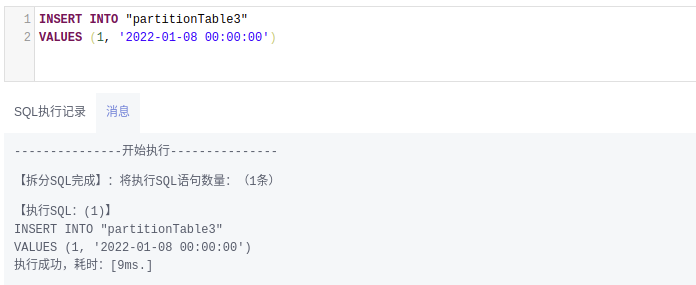 1 INSERT INTO "partitionTable3"
2 VALUES (1, '2022-01-08 00:00:00')
SQL执行记录 消息
---------------开始执行---------------
【拆分SQL完成】：将执行SQL语句数量：（1条）
【执行SQL：(1)】
INSERT INTO "partitionTable3"
VALUES (1, '2022-01-08 00:00:00')
执行成功，耗时：[9ms.]